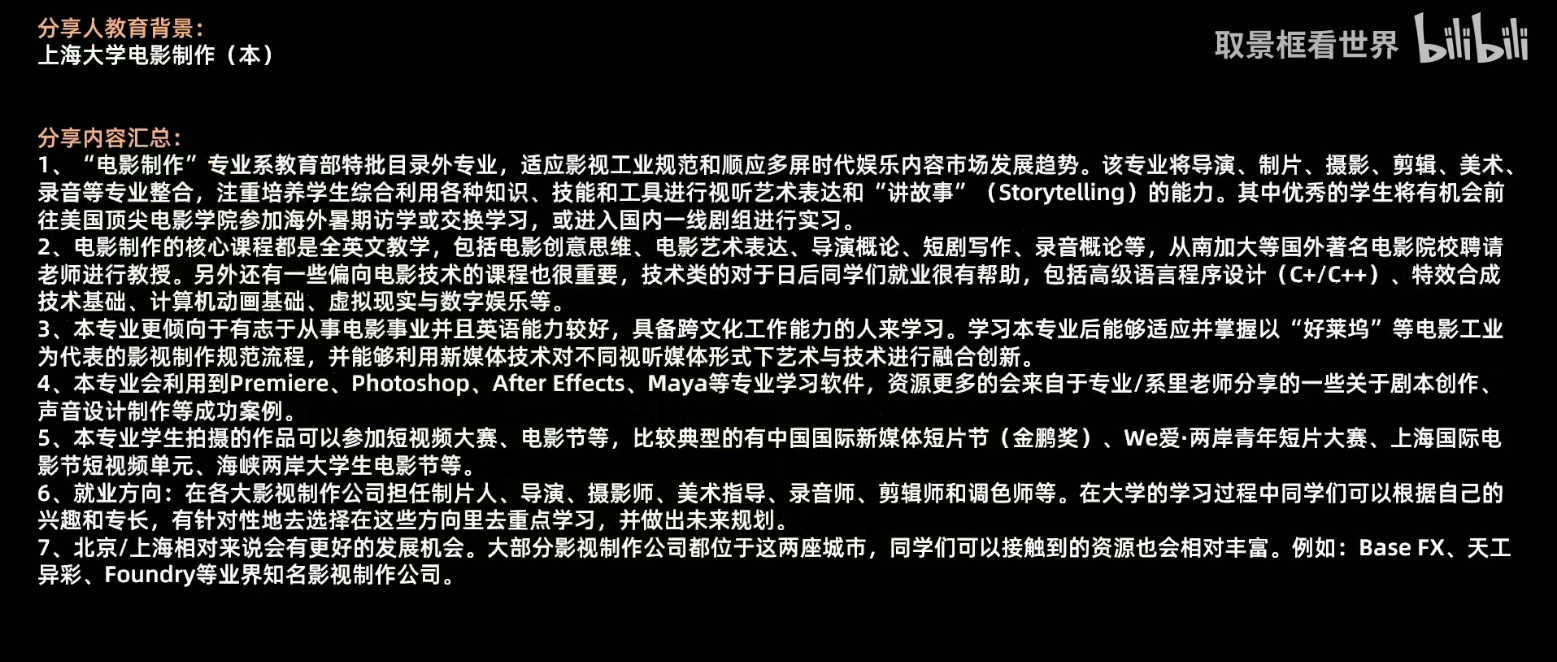 分享人教育背景：
上海大学电影制作（本）
取景框看世界 bilibili
分享内容汇总：
1、“电影制作”专业系教育部特批目录外专业，适应影视工业规范和顺应多屏时代娱乐内容市场发展趋势。该专业将导演、制片、摄影、剪辑、美术、
录音等专业整合，注重培养学生综合利用各种知识、技能和工具进行视听艺术表达和“讲故事”（Storytelling）的能力。其中优秀的学生将有机会前
往美国顶尖电影学院参加海外暑期访学或交换学习，或进入国内一线剧组进行实习。
2、电影制作的核心课程都是全英文教学，包括电影创意思维、电影艺术表达、导演概论、短剧写作、录音概论等，从南加大等国外著名电影院校聘请
老师进行教授。另外还有一些偏向电影技术的课程也很重要，技术类的对于日后同学们就业很有帮助，包括高级语言程序设计（C+/C++）、特效合成
技术基础、计算机动画基础、虚拟现实与数字娱乐等。
3、本专业更倾向于有志于从事电影事业并且英语能力较好，具备跨文化工作能力的人来学习。学习本专业后能够适应并掌握以“好莱坞”等电影工业
为代表的影视制作规范流程，并能够利用新媒体技术对不同视听媒体形式下艺术与技术进行融合创新。
4、本专业会利用到Premiere、Photoshop、After Effects、Maya等专业学习软件，资源更多的会来自于专业/系里老师分享的一些关于剧本创作、
声音设计制作等成功案例。
5、本专业学生拍摄的作品可以参加短视频大赛、电影节等，比较典型的有中国国际新媒体短片节（金鹏奖）、We爱·两岸青年短片大赛、上海国际电
影节短视频单元、海峡两岸大学生电影节等。
6、就业方向：在各大影视制作公司担任制片人、导演、摄影师、美术指导、录音师、剪辑师和调色师等。在大学的学习过程中同学们可以根据自己的
兴趣和专长，有针对性地去选择在这些方向里去重点学习，并做出未来规划。
7、北京/上海相对来说会有更好的发展机会。大部分影视制作公司都位于这两座城市，同学们可以接触到的资源也会相对丰富。例如：Base FX、天工
异彩、Foundry等业界知名影视制作公司。